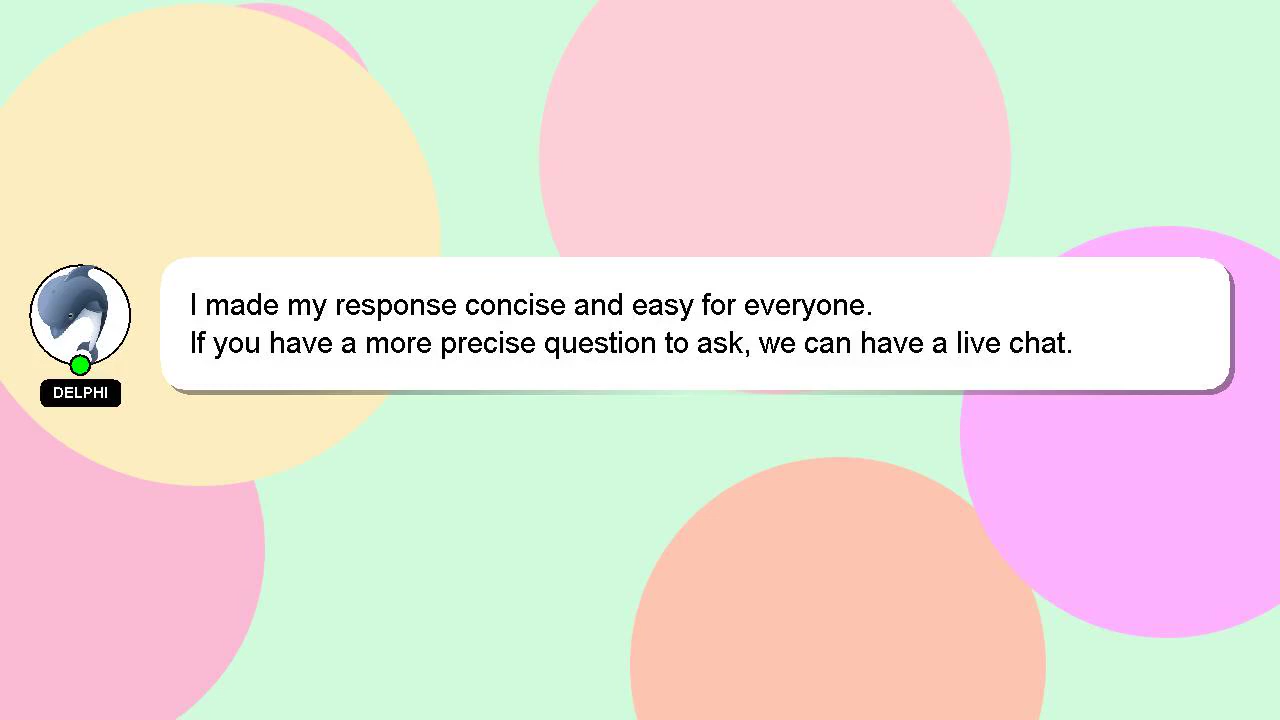 I made my response concise and easy for everyone.
If you have a more precise question to ask, we can have a live chat.
DELPHI